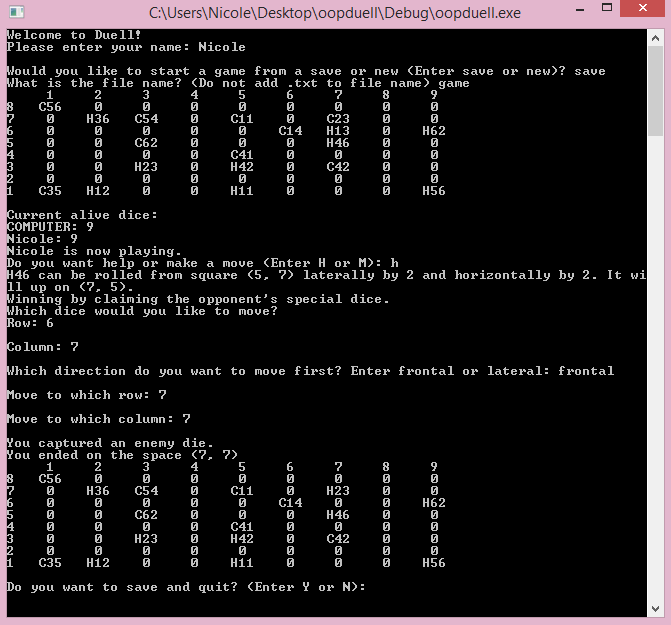 C:\Users\Nicole\Desktop\oopduell\Debug\oopduell.exe
Welcome to Duell!
Please enter your name: Nicole
Would you like to start a game from a save or new (Enter save or new)? save
What is the file name? (Do not add .txt to file name) game
1 2 3 4 5 6 7 8 9
8 C56 0 0 0 0 0 0 0 0
7 0 H36 C54 0 C11 0 C23 0 0
6 0 0 0 0 0 C14 H13 0 H62
5 0 0 C62 0 0 0 H46 0 0
4 0 0 0 0 C41 0 0 0 0
3 0 0 H23 0 H42 0 C42 0 0
2 0 0 0 0 0 0 0 0 0
1 C35 H12 0 0 H11 0 0 0 H56
Current alive dice:
COMPUTER: 9
Nicole: 9
Nicole is now playing.
Do you want help or make a move (Enter H or M): h
H46 can be rolled from square (5, 7) laterally by 2 and horizontally by 2. It wi
ll up on (7, 5).
Winning by claiming the opponent's special dice.
Which dice would you like to move?
Row: 6
Column: 7
Which direction do you want to move first? Enter frontal or lateral: frontal
Move to which row: 7
Move to which column: 7
You captured an enemy die.
You ended on the space (7, 7)
1 2 3 4 5 6 7 8 9
8 C56 0 0 0 0 0 0 0 0
7 0 H36 C54 0 C11 0 H23 0 0
6 0 0 0 0 0 C14 0 0 H62
5 0 0 C62 0 0 0 H46 0 0
4 0 0 0 0 C41 0 0 0 0
3 0 0 H23 0 H42 0 C42 0 0
2 0 0 0 0 0 0 0 0 0
1 C35 H12 0 0 H11 0 0 0 H56
Do you want to save and quit? (Enter Y or N):